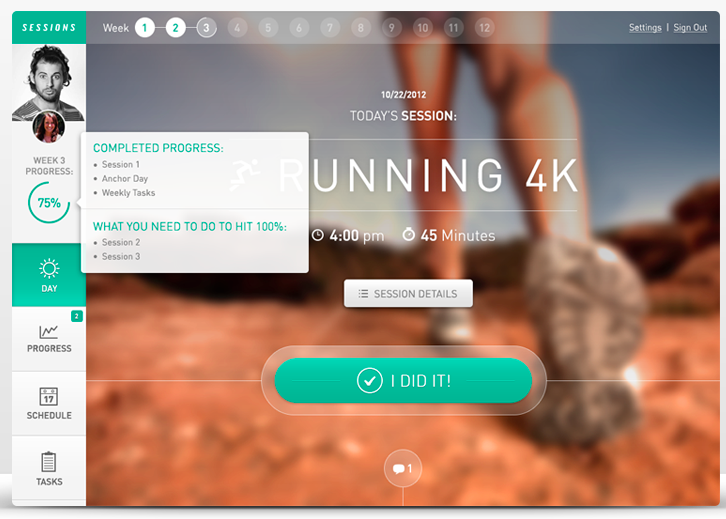 SESSIONS
Week 1 2 3 4 5 6 7 8 9 10 11 12
Settings | Sign Out
10/22/2012
TODAY'S SESSION:
RUNNING 4K
4:00 pm 45 Minutes
SESSION DETAILS
I DID IT!
1
WEEK 3
PROGRESS:
75%
COMPLETED PROGRESS:
Session 1
Anchor Day
Weekly Tasks
WHAT YOU NEED TO DO TO HIT 100%:
Session 2
Session 3
DAY
2
PROGRESS
17
SCHEDULE
TASKS